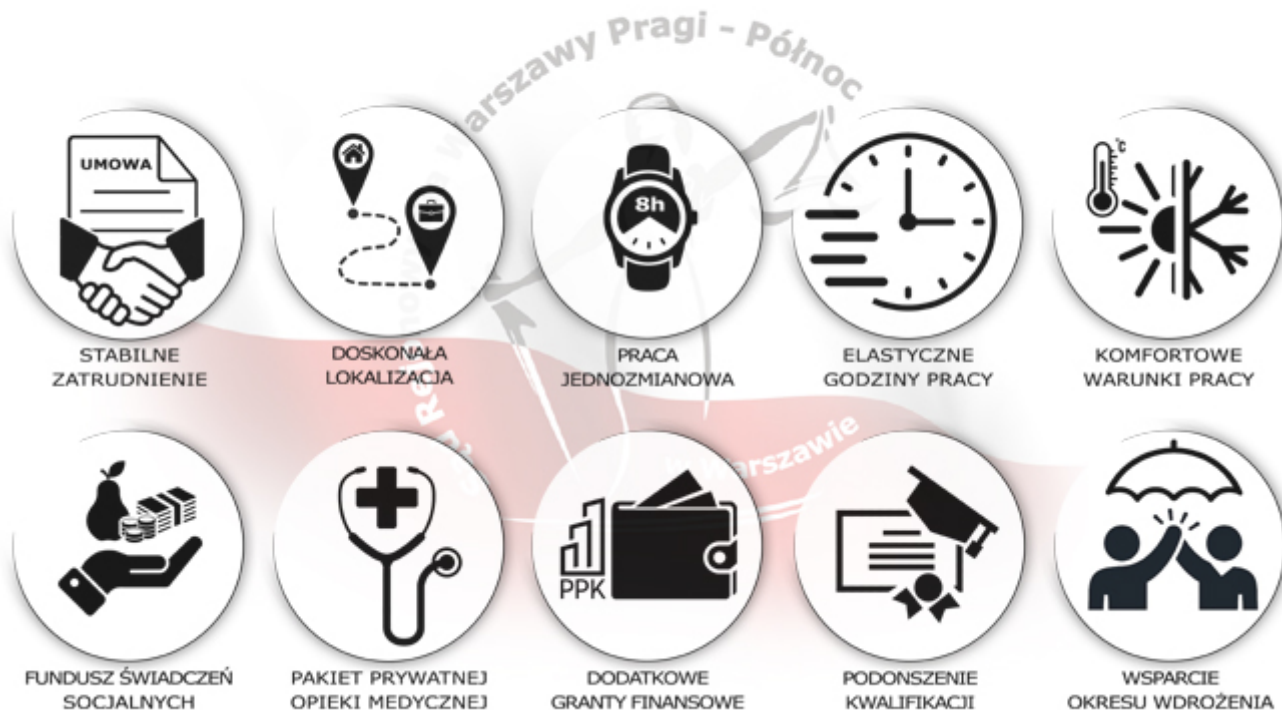 Warszawy Pragi - Północ
UMOWA
8h
°C
STABILNE
ZATRUDNIENIE
DOSKONAŁA
LOKALIZACJA
PRACA
JEDNOZMIANOWA
ELASTYCZNE
GODZINY PRACY
KOMFORTOWE
WARUNKI PRACY
w Warszawie
PPK
FUNDUSZ ŚWIADCZEŃ
SOCJALNYCH
PAKIET PRYWATNEJ
OPIEKI MEDYCZNEJ
DODATKOWE
GRANTY FINANSOWE
PODONSZENIE
KWALIFIKACJI
WSPARCIE
OKRESU WDROŻENIA